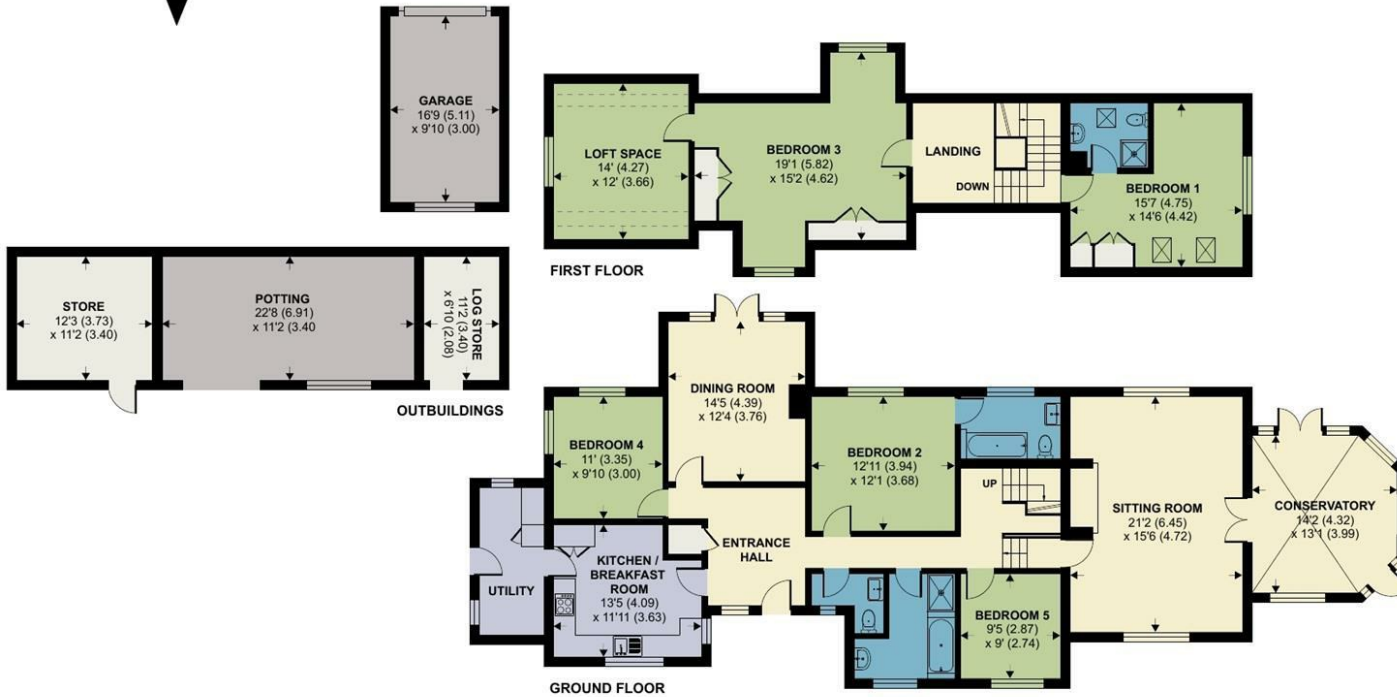 GARAGE
16'9 (5.11)
x 9'10 (3.00)
LOFT SPACE
14' (4.27)
x 12' (3.66)
BEDROOM 3
19'1 (5.82)
x 15'2 (4.62)
LANDING
DOWN
BEDROOM 1
15'7 (4.75)
x 14'6 (4.42)
FIRST FLOOR
STORE
12'3 (3.73)
x 11'2 (3.40)
POTTING
22'8 (6.91)
x 11'2 (3.40
LOG STORE
11'2 (3.40)
x 6'10 (2.08)
OUTBUILDINGS
DINING ROOM
14'5 (4.39)
x 12'4 (3.76)
BEDROOM 4
11' (3.35)
x 9'10 (3.00)
BEDROOM 2
12'11 (3.94)
x 12'1 (3.68)
UP
SITTING ROOM
21'2 (6.45)
x 15'6 (4.72)
CONSERVATORY
14'2 (4.32)
x 13'1 (3.99)
ENTRANCE
HALL
KITCHEN /
BREAKFAST
ROOM
13'5 (4.09)
x 11'11 (3.63)
UTILITY
BEDROOM 5
9'5 (2.87)
x 9' (2.74)
GROUND FLOOR